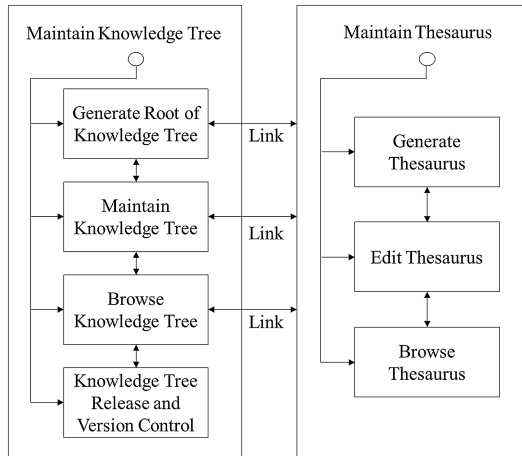 Maintain Knowledge Tree
Generate Root of
Knowledge Tree
Maintain
Knowledge Tree
Browse
Knowledge Tree
Knowledge Tree
Release and
Version Control
Link
Link
Link
Maintain Thesaurus
Generate
Thesaurus
Edit Thesaurus
Browse
Thesaurus